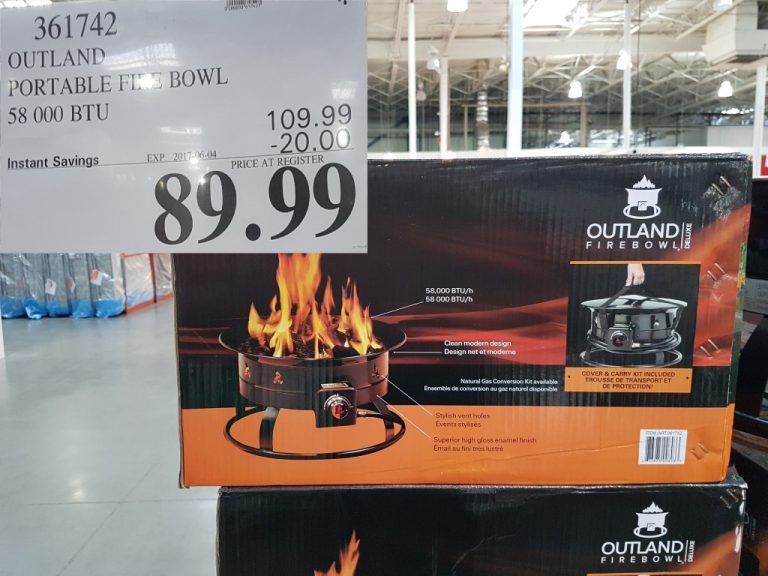 361742
OUTLAND
PORTABLE FIRE BOWL
58 000 BTU
109.99
-20.00
Instant Savings EXP. 2017-06-04 PRICE AT REGISTER
89.99
OUTLAND
FIREBOWL DELUXE
58,000 BTU/h
58 000 BTU/h
Clean modern design
Design net et moderne
Natural Gas Conversion Kit available
Ensemble de conversion au gaz naturel disponible
COVER & CARRY KIT INCLUDED
TROUSSE DE TRANSPORT ET
DE PROTECTION!
Stylish vent holes
Évents stylisés
Superior high gloss enamel finish
Émail au fini très lustré
ITEM /ART 361742
OUTLAND
FIREBOWL DELUXE